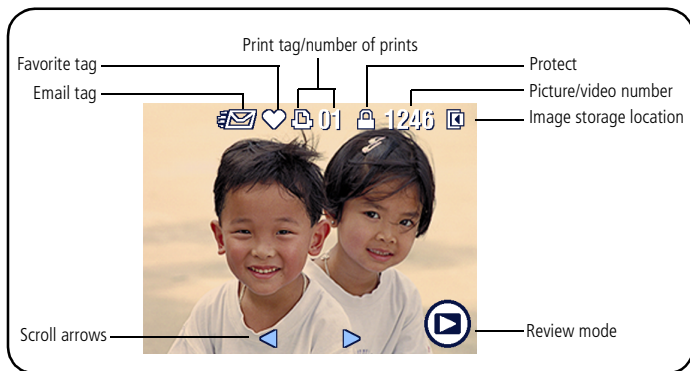 Print tag/number of prints
Favorite tag
Protect
Email tag
Picture/video number
Image storage location
01 1246
Scroll arrows
Review mode